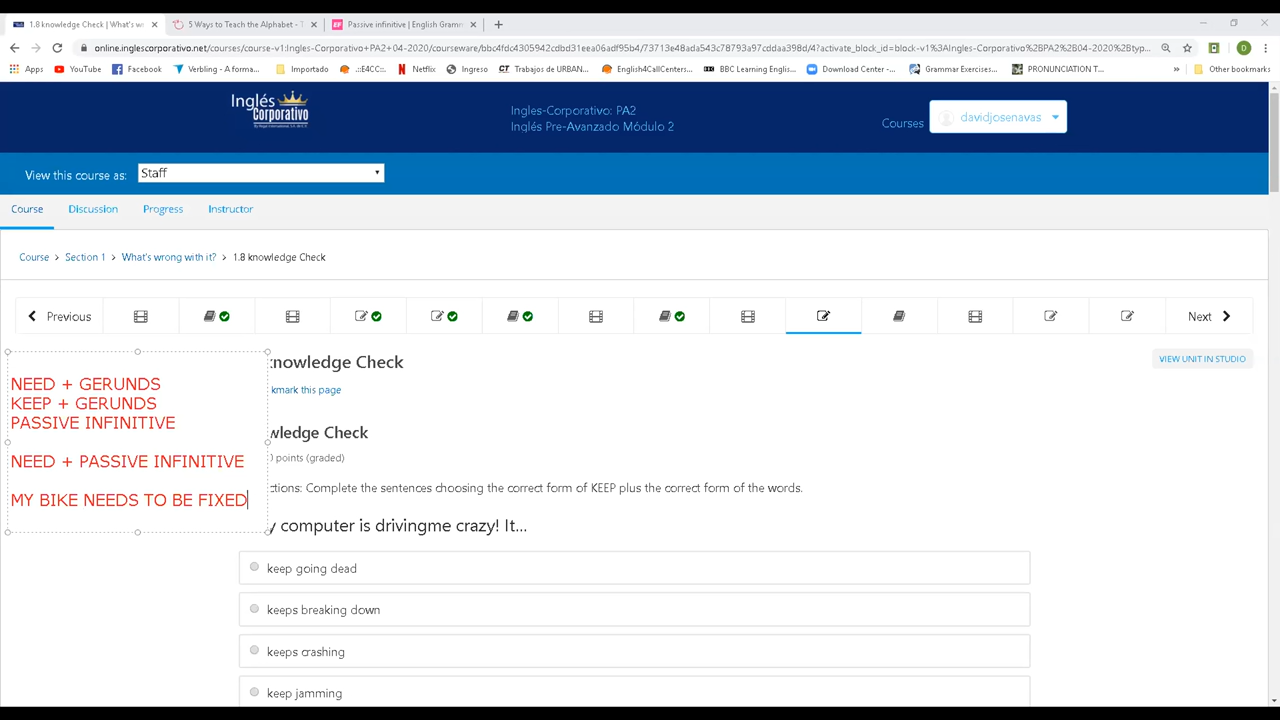 1.8 knowledge Check | What's wr
5 Ways to Teach the Alphabet - T
Passive infinitive | English Gramm
online.inglescorporativo.net/courses/course-v1:Ingles-Corporativo+PA2+04-2020/courseware/bbc4fdc4305942cdbd31eea06adf95b4/73713e48ada543c78793a97cddaa398d/4?activate_block_id=block-v1%3AIngles-Corporativo%2BPA2%2B04-2020%2Btyp...
D
Apps
YouTube
Facebook
Verbling - A forma...
Importado
.::E4CC::.
Netflix
Ingreso
CT Trabajos de URBAN...
English4CallCenters...
BBC Learning English...
Download Center -...
Grammar Exercises...
PRONUNCIATION T...
»
Other bookmarks
Inglés
Corporativo
Ingles-Corporativo: PA2
Inglés Pre-Avanzado Módulo 2
Courses
davidjosenavas
View this course as:
Staff
Course
Discussion
Progress
Instructor
Course > Section 1 > What's wrong with it? > 1.8 knowledge Check
Previous
Next
knowledge Check
VIEW UNIT IN STUDIO
kmark this page
NEED + GERUNDS
KEEP + GERUNDS
PASSIVE INFINITIVE
NEED + PASSIVE INFINITIVE
MY BIKE NEEDS TO BE FIXED
wledge Check
0 points (graded)
ctions: Complete the sentences choosing the correct form of KEEP plus the correct form of the words.
y computer is drivingme crazy! It...
keep going dead
keeps breaking down
keeps crashing
keep jamming